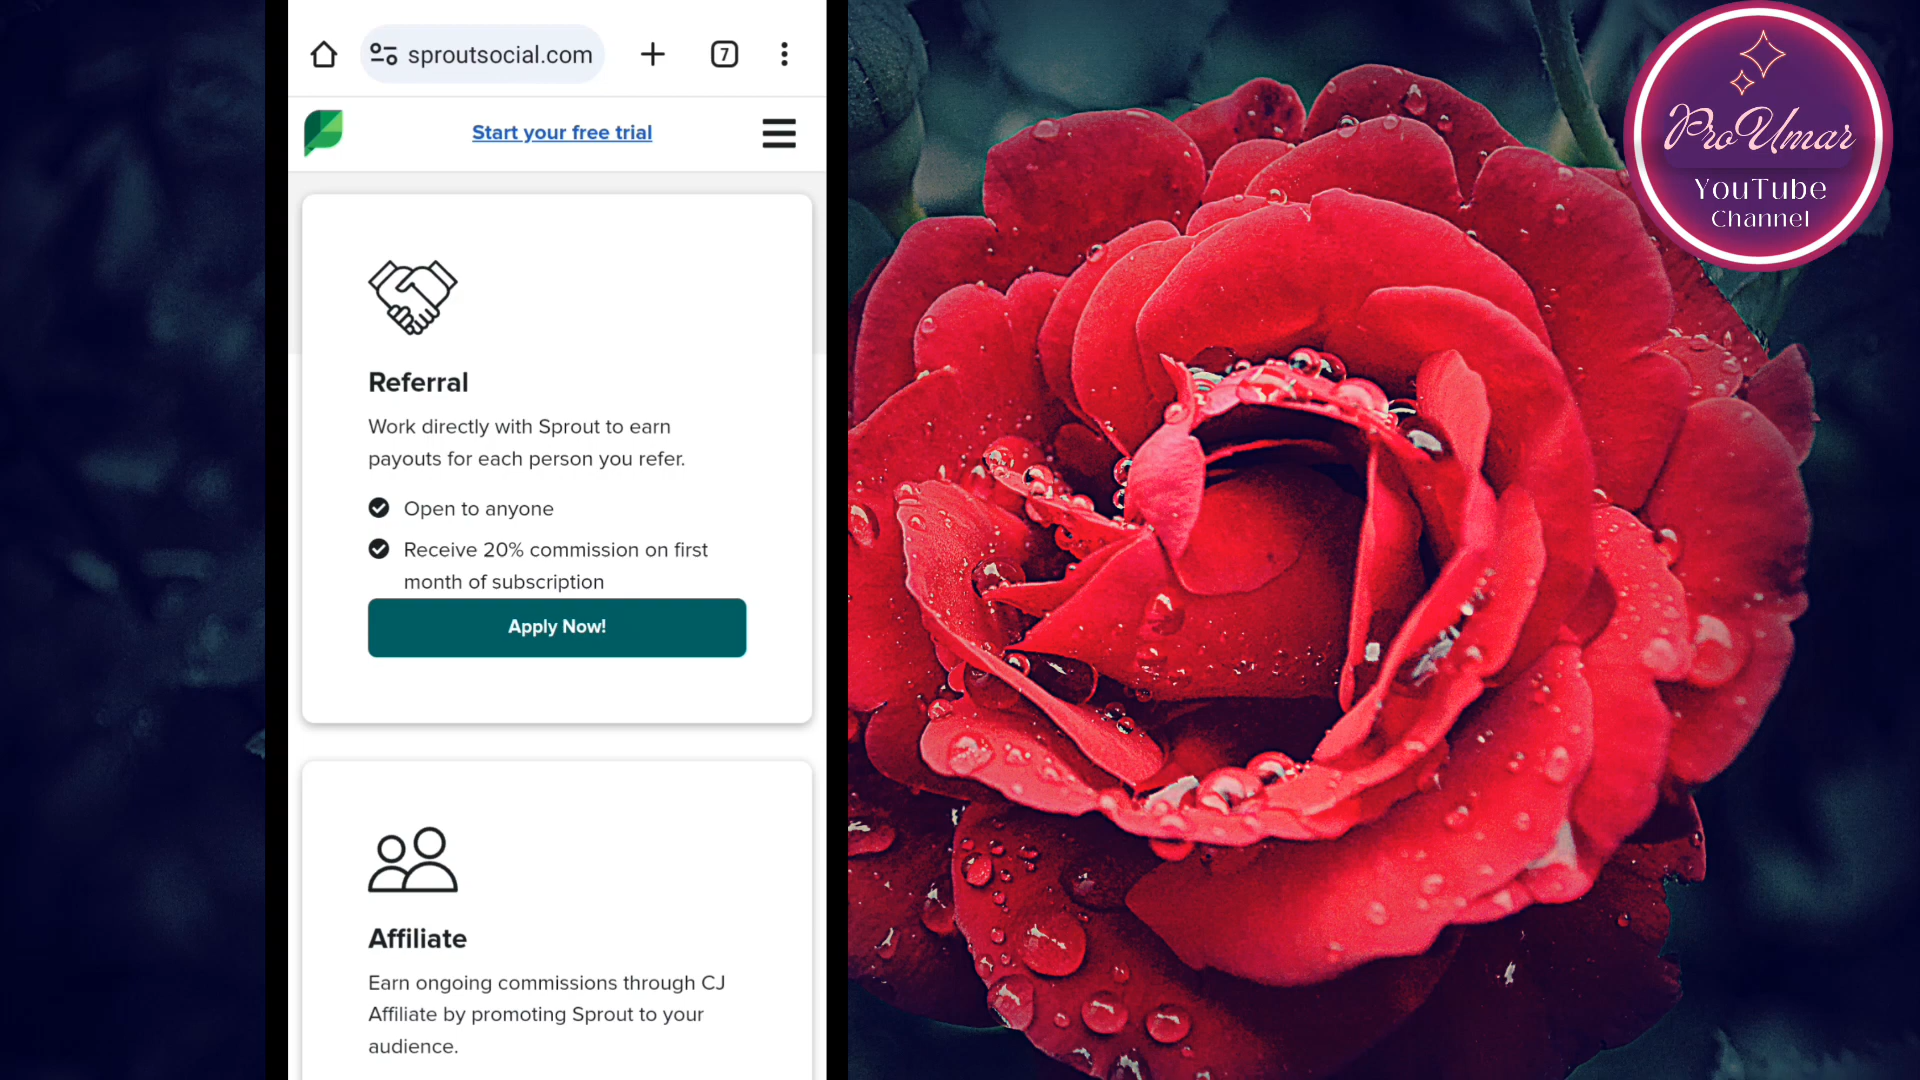 sproutsocial.com
7
Start your free trial
Referral
Work directly with Sprout to earn
payouts for each person you refer.
Open to anyone
Receive 20% commission on first
month of subscription
Apply Now!
Affiliate
Earn ongoing commissions through CJ
Affiliate by promoting Sprout to your
audience.
ProUmar
YouTube
Channel